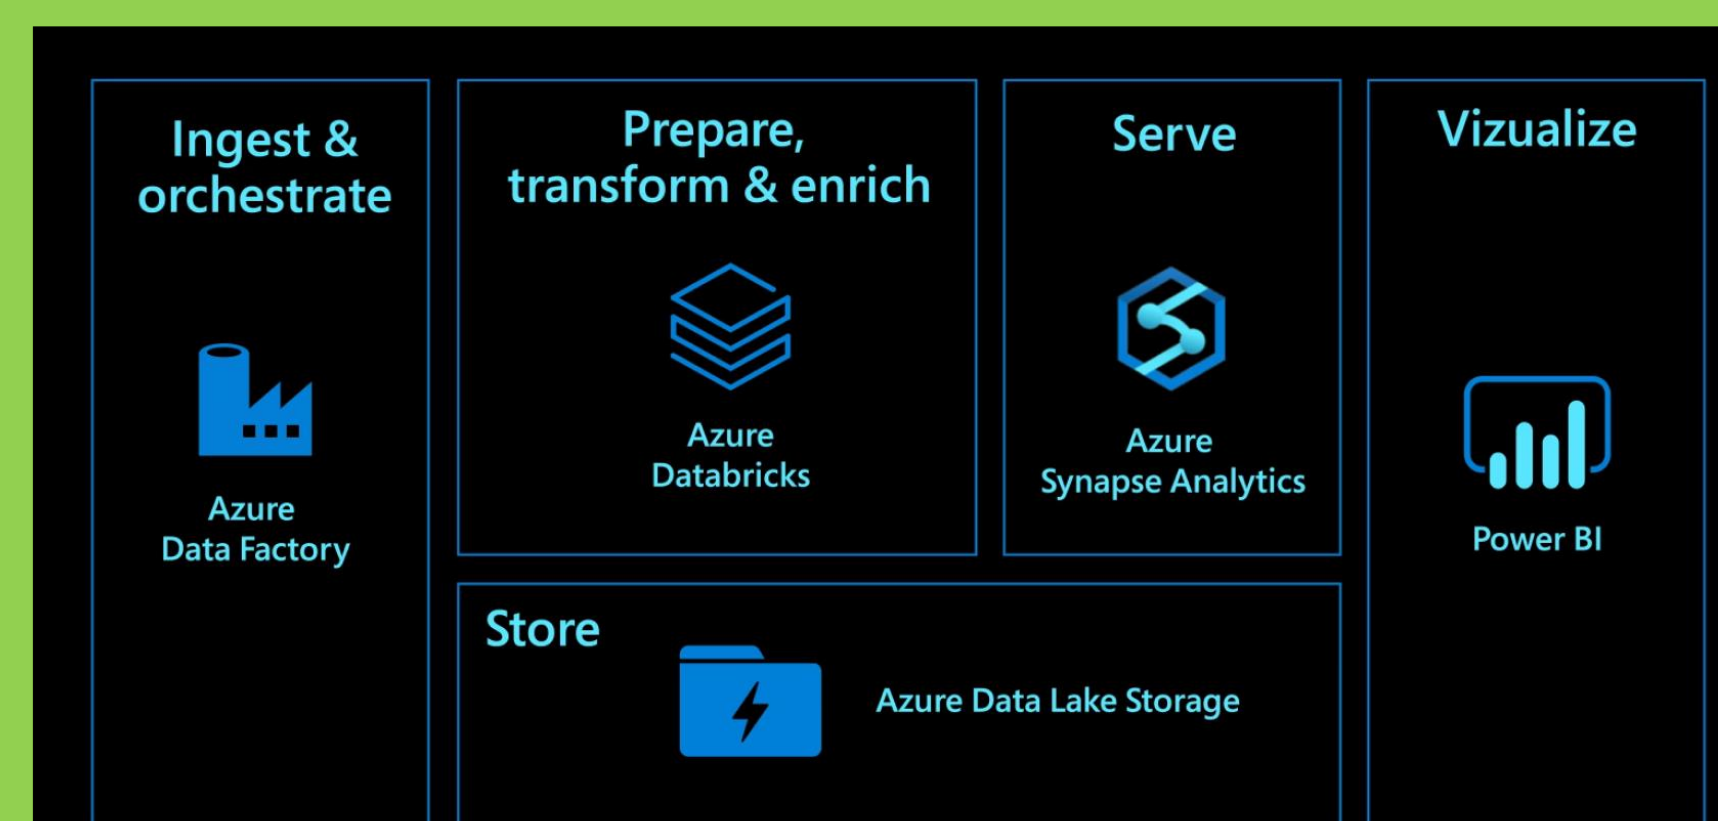 Ingest &
orchestrate
Azure
Data Factory
Prepare,
transform & enrich
Azure
Databricks
Serve
Azure
Synapse Analytics
Vizualize
Power BI
Store
Azure Data Lake Storage